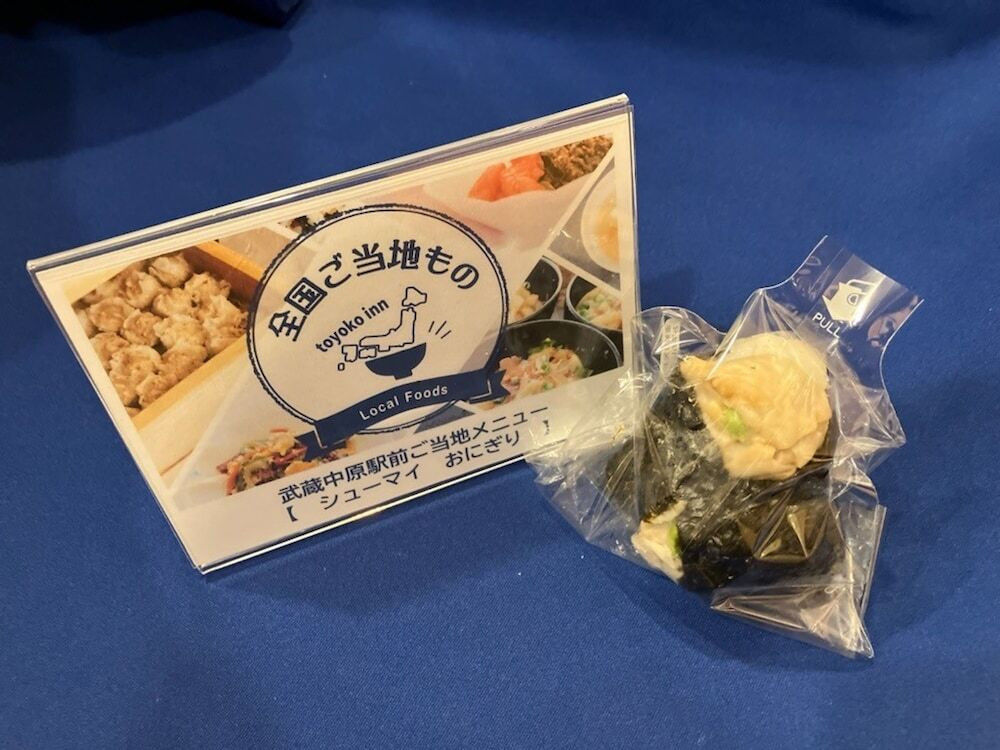 全国ご当地もの
toyoko inn
Local Foods
武蔵中原駅前ご当地メニュー
【 シューマイ おにぎり 】
PULL